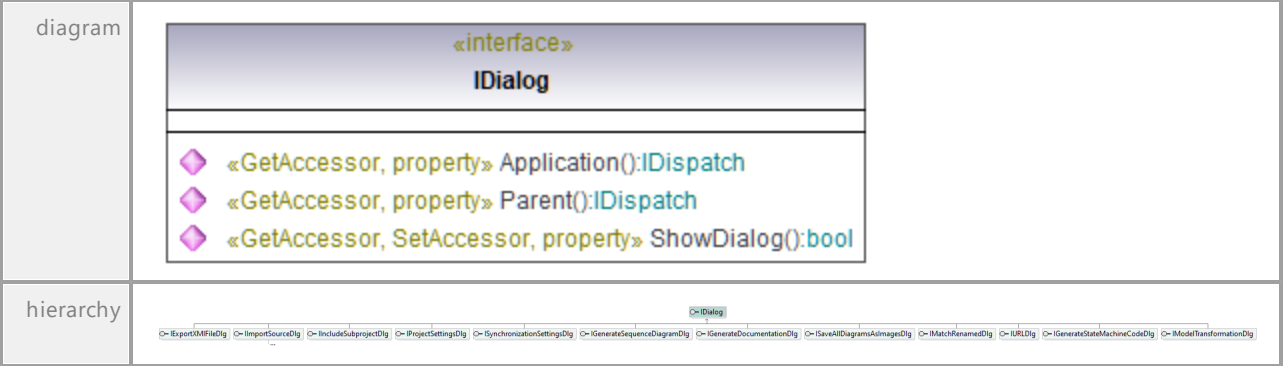 diagram
«interface»
IDialog
«GetAccessor, property» Application():IDispatch
«GetAccessor, property» Parent():IDispatch
«GetAccessor, SetAccessor, property» ShowDialog():bool
hierarchy
IDialog
IExportXMIFileDlg IImportSourceDlg IIncludeSubprojectDlg IProjectSettingsDlg ISynchronizationSettingsDlg IGenerateSequenceDiagramDlg IGenerateDocumentationDlg ISaveAllDiagramsAsImagesDlg IMatchRenamedDlg IURLDlg IGenerateStateMachineCodeDlg IModelTransformationDlg
...